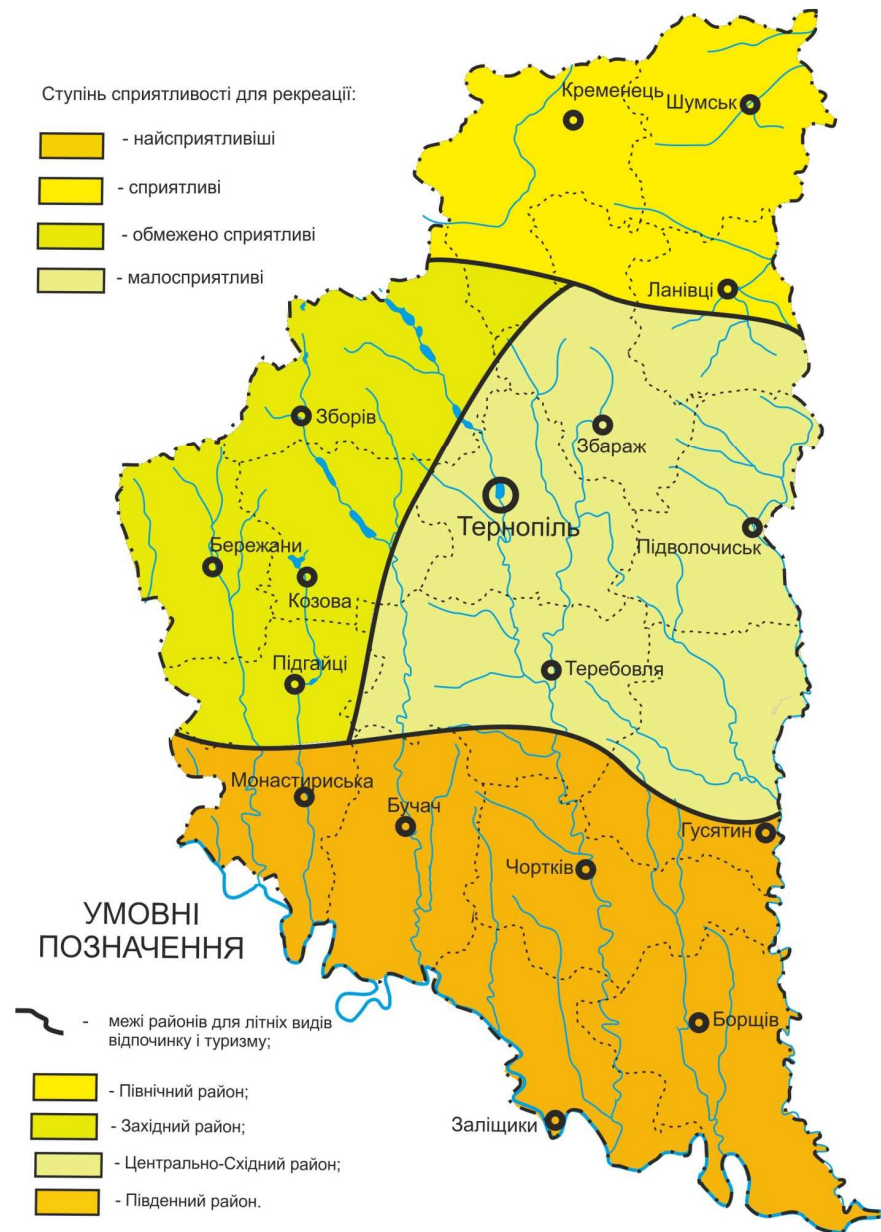 Ступінь сприятливості для рекреації:
- найсприятливіші
- сприятливі
- обмежено сприятливі
- малосприятливі
Кременець
Шумськ
Ланівці
Зборів
Збараж
Тернопіль
Підволочиськ
Бережани
Козова
Підгайці
Теребовля
Монастириська
Бучач
Гусятин
Чортків
Борщів
Заліщики
УМОВНІ
ПОЗНАЧЕННЯ
- межі районів для літніх видів
відпочинку і туризму;
- Північний район;
- Західний район;
- Центрально-Східний район;
- Південний район.